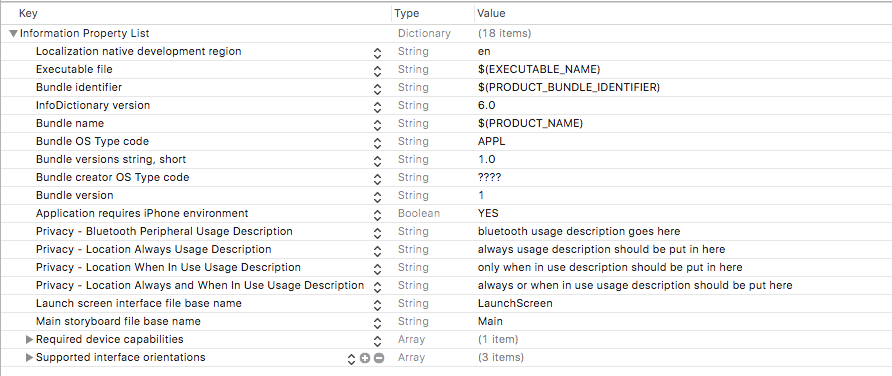 Key Type Value
Information Property List Dictionary (18 items)
Localization native development region String en
Executable file String $(EXECUTABLE_NAME)
Bundle identifier String $(PRODUCT_BUNDLE_IDENTIFIER)
InfoDictionary version String 6.0
Bundle name String $(PRODUCT_NAME)
Bundle OS Type code String APPL
Bundle versions string, short String 1.0
Bundle creator OS Type code String ????
Bundle version String 1
Application requires iPhone environment Boolean YES
Privacy - Bluetooth Peripheral Usage Description String bluetooth usage description goes here
Privacy - Location Always Usage Description String always usage description should be put in here
Privacy - Location When In Use Usage Description String only when in use description should be put in here
Privacy - Location Always and When In Use Usage Description String always or when in use usage description should be put here
Launch screen interface file base name String LaunchScreen
Main storyboard file base name String Main
Required device capabilities Array (1 item)
Supported interface orientations Array (3 items)